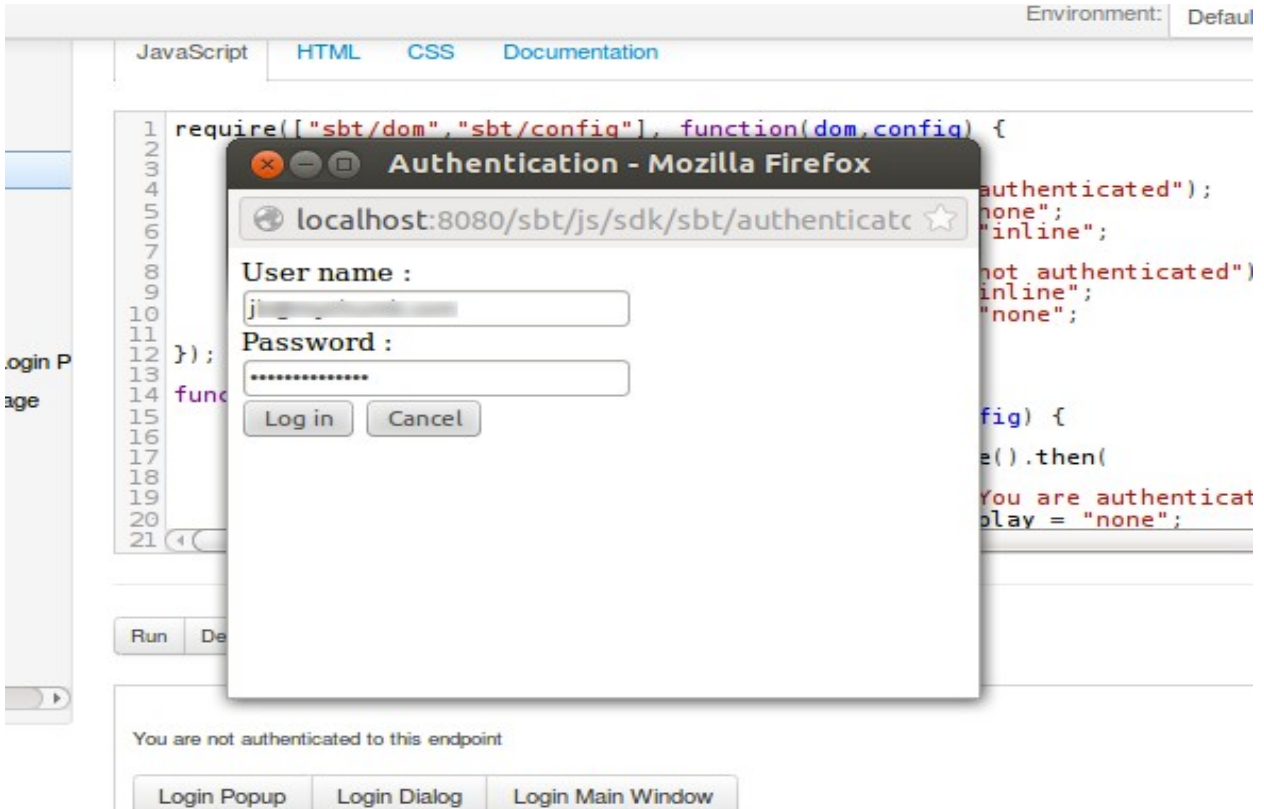 Environment: Defaul
JavaScript HTML CSS Documentation
1 require(["sbt/dom","sbt/config"], function(dom,config) {
2
3
Authentication - Mozilla Firefox
4 authenticated");
localhost:8080/sbt/js/sdk/sbt/authenticato
5 none";
6 "inline";
7
User name :
8 not authenticated")
9 inline";
10 "none";
j
11
Password :
12 });
ogin P
13
••••••••••••••
14 func
age
15 fig) {
Log in Cancel
16
17 e().then(
18
19 You are authenticat
20 play = "none";
21
Run De
You are not authenticated to this endpoint
Login Popup Login Dialog Login Main Window